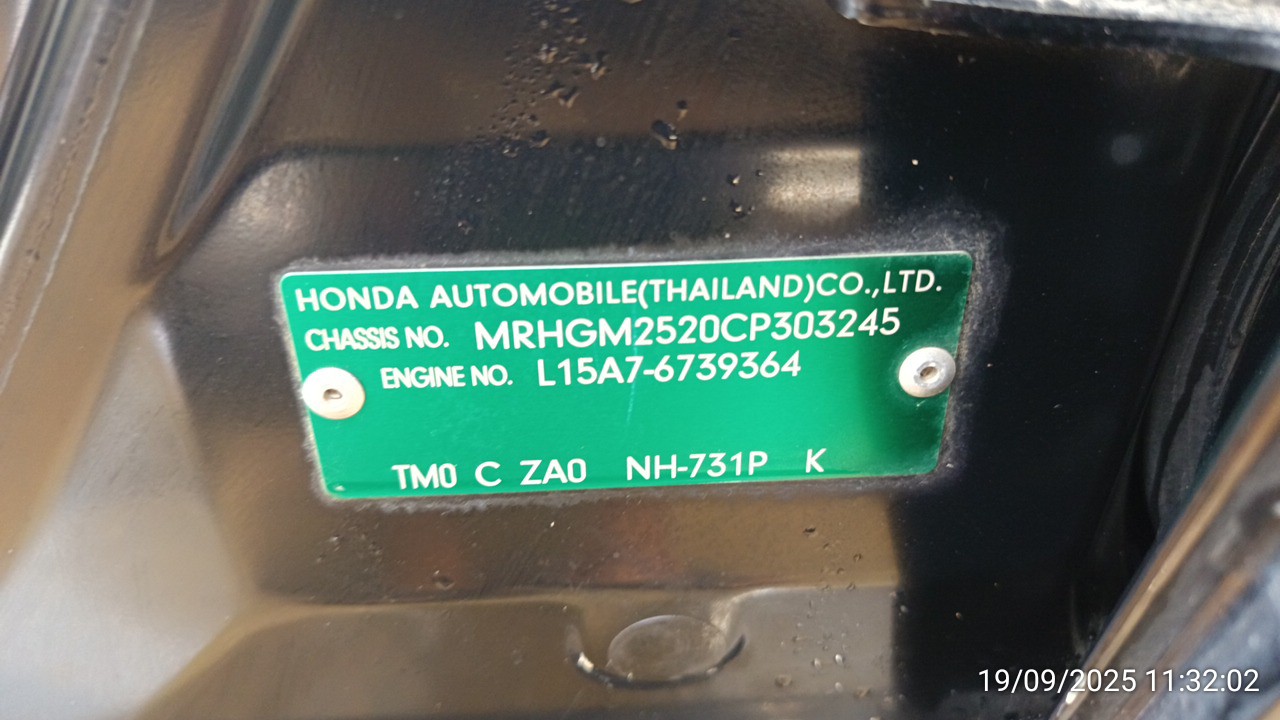 HONDA AUTOMOBILE(THAILAND)CO.,LTD.
CHASSIS NO. MRHGM2520CP303245
ENGINE NO. L15A7-6739364
TM0 C ZA0 NH-731P K
19/09/2025 11:32:02